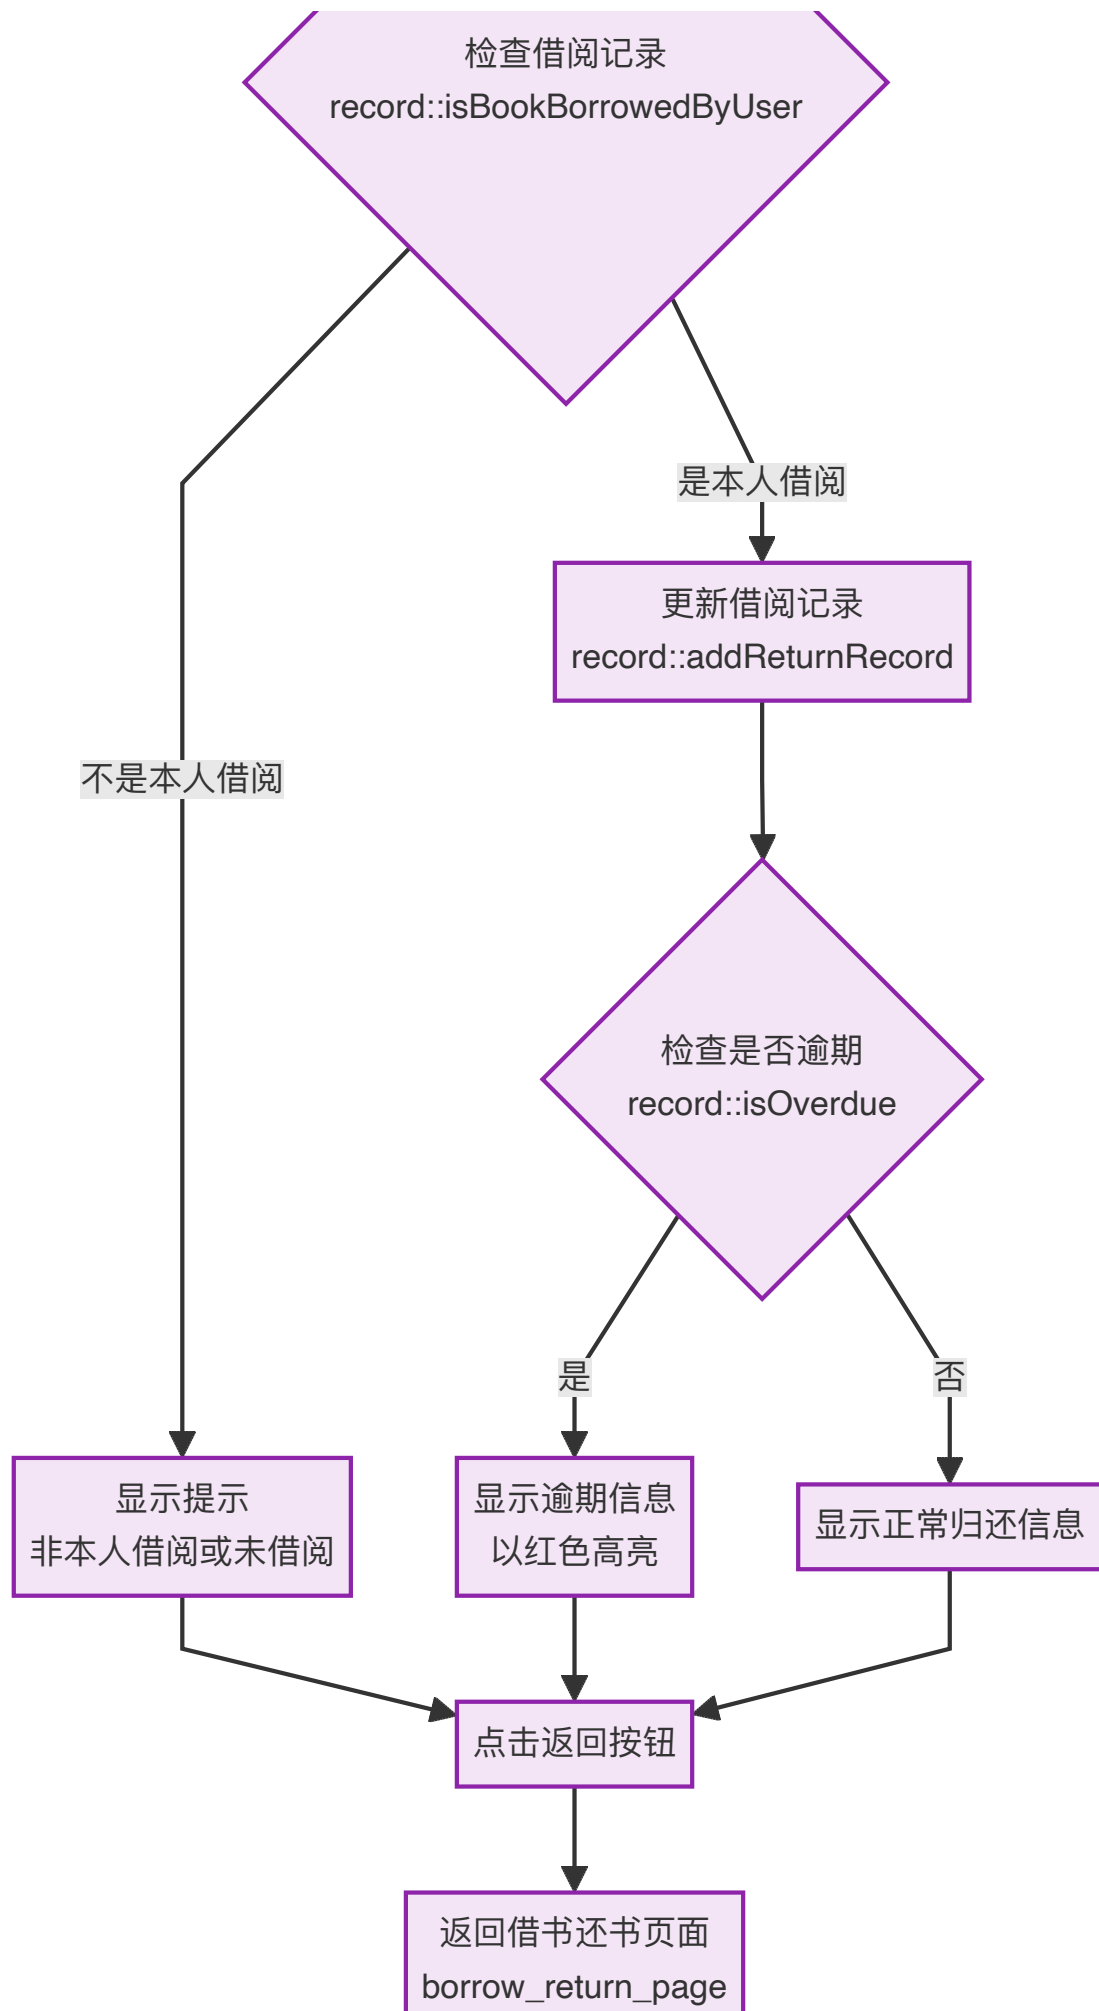 检查借阅记录
record::isBookBorrowedByUser
是本人借阅
更新借阅记录
record::addReturnRecord
不是本人借阅
检查是否逾期
record::isOverdue
是
否
显示提示
非本人借阅或未借阅
显示逾期信息
以红色高亮
显示正常归还信息
点击返回按钮
返回借书还书页面
borrow_return_page